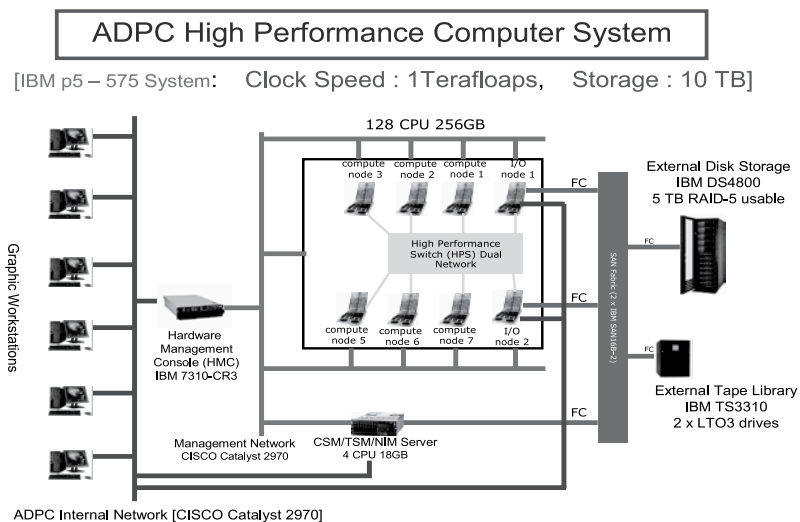 ADPC High Performance Computer System
[IBM p5 – 575 System: Clock Speed : 1Terafloaps, Storage : 10 TB]
128 CPU 256GB
compute
node 3
compute
node 2
compute
node 1
I/O
node 1
High Performance
Switch (HPS) Dual
Network
compute
node 5
compute
node 6
compute
node 7
I/O
node 2
FC
FC
FC
SAN Fabric (2 x IBM SAN16B-2)
FC
FC
External Disk Storage
IBM DS4800
5 TB RAID-5 usable
External Tape Library
IBM TS3310
2 x LTO3 drives
Graphic Workstations
Hardware
Management
Console (HMC)
IBM 7310-CR3
Management Network
CISCO Catalyst 2970
CSM/TSM/NIM Server
4 CPU 18GB
ADPC Internal Network [CISCO Catalyst 2970]